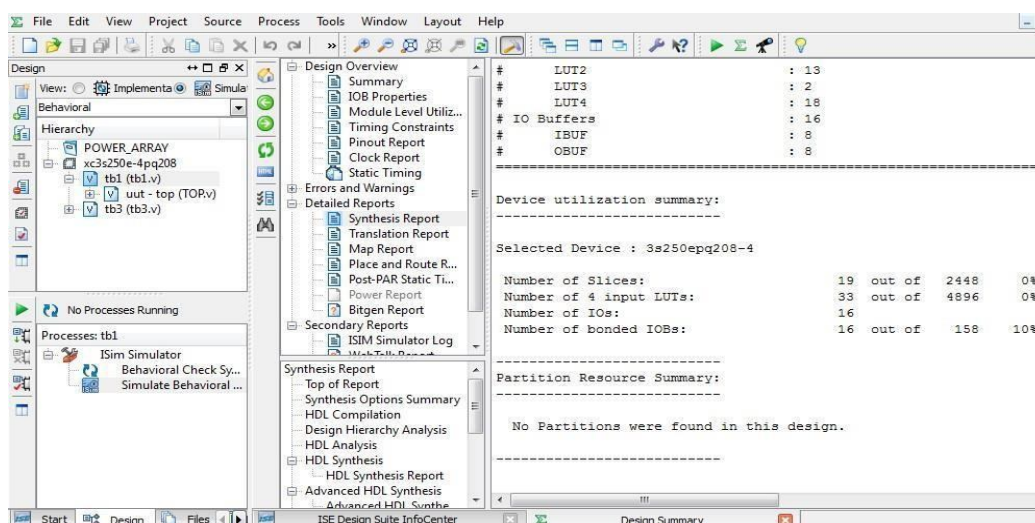 File Edit View Project Source Process Tools Window Layout Help
Design
View: Implementa Simula
Behavioral
Hierarchy
POWER_ARRAY
xc3s250e-4pq208
tb1 (tb1.v)
uut - top (TOP.v)
tb3 (tb3.v)
No Processes Running
Processes: tb1
ISim Simulator
Behavioral Check Sy...
Simulate Behavioral ...
Start Design Files
Design Overview
Summary
IOB Properties
Module Level Utiliz...
Timing Constraints
Pinout Report
Clock Report
Static Timing
Errors and Warnings
Detailed Reports
Synthesis Report
Translation Report
Map Report
Place and Route R...
Post-PAR Static Ti...
Power Report
Bitgen Report
Secondary Reports
ISIM Simulator Log
WebTalk Report
Synthesis Report
Top of Report
Synthesis Options Summary
HDL Compilation
Design Hierarchy Analysis
HDL Analysis
HDL Synthesis
HDL Synthesis Report
Advanced HDL Synthesis
Advanced HDL Synthe
# LUT2 : 13
# LUT3 : 2
# LUT4 : 18
# IO Buffers : 16
# IBUF : 8
# OBUF : 8
Device utilization summary:
Selected Device : 3s250epq208-4
Number of Slices: 19 out of 2448 0%
Number of 4 input LUTs: 33 out of 4896 0%
Number of IOs: 16
Number of bonded IOBs: 16 out of 158 10%
Partition Resource Summary:
No Partitions were found in this design.
ISE Design Suite InfoCenter Design Summary